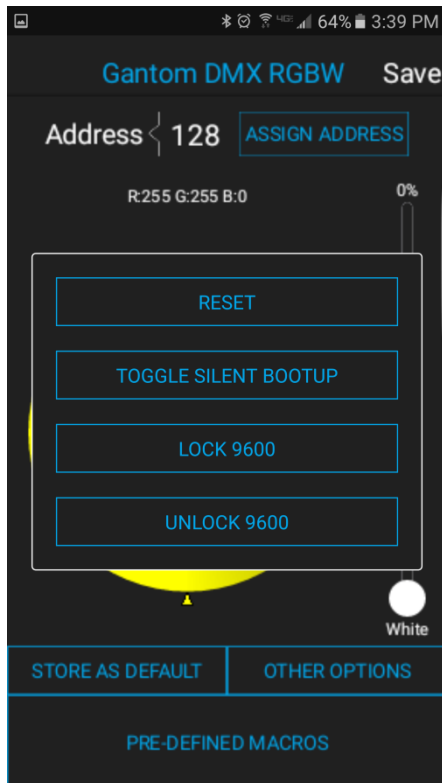 64% 3:39 PM
Gantom DMX RGBW Save
Address 128 ASSIGN ADDRESS
R:255 G:255 B:0 0%
RESET
TOGGLE SILENT BOOTUP
LOCK 9600
UNLOCK 9600
White
STORE AS DEFAULT OTHER OPTIONS
PRE-DEFINED MACROS